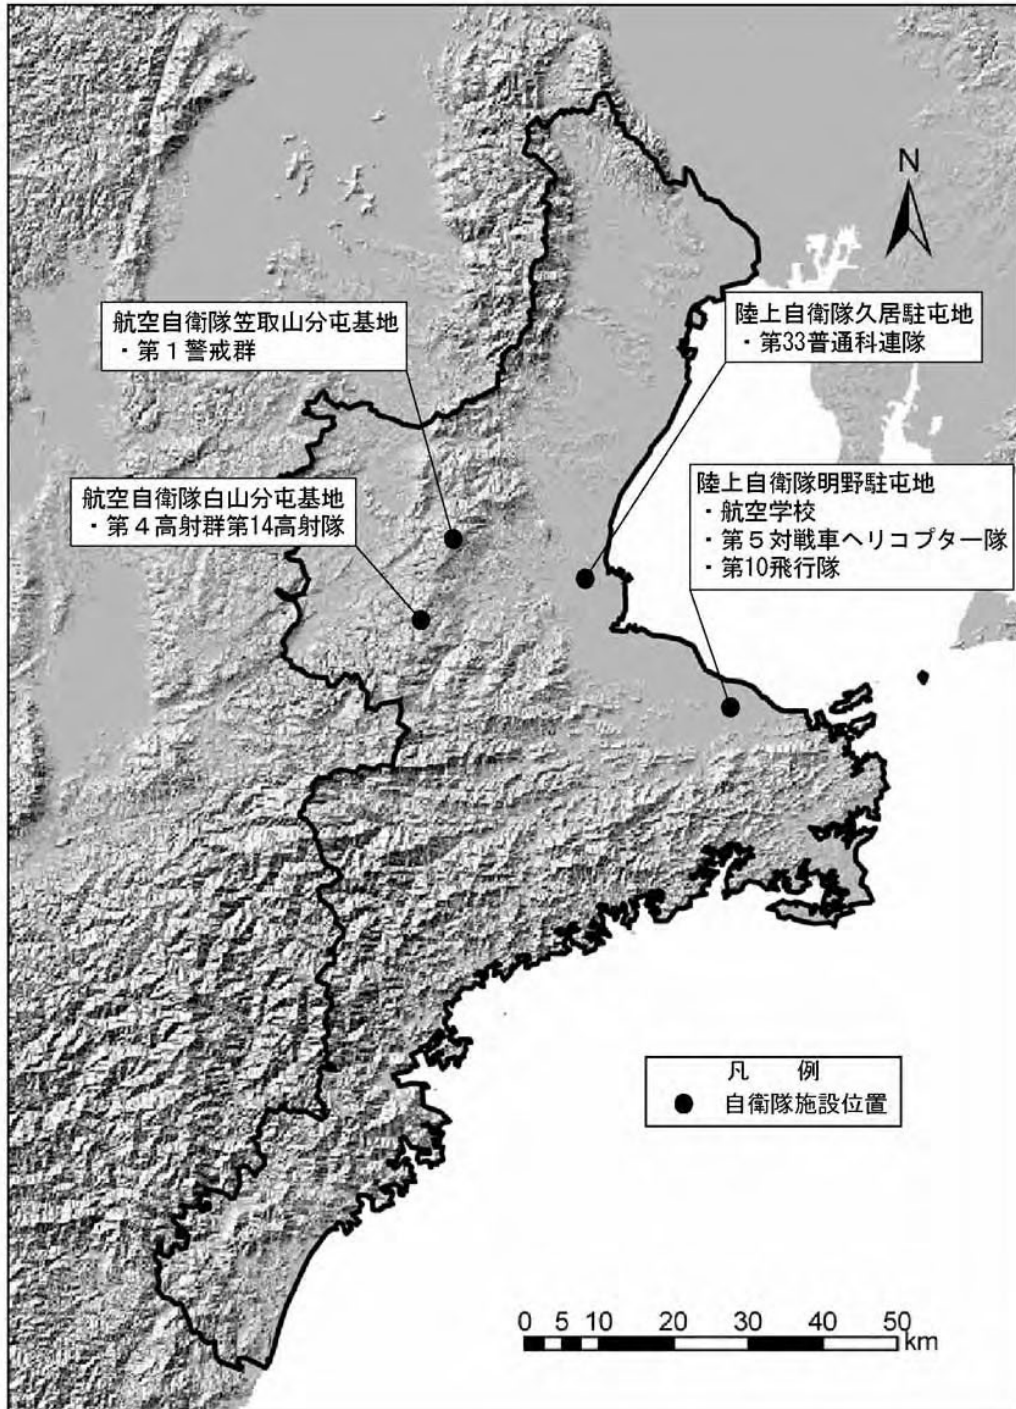 N
航空自衛隊笠取山分屯基地
・第１警戒群
陸上自衛隊久居駐屯地
・第33普通科連隊
航空自衛隊白山分屯基地
・第４高射群第14高射隊
陸上自衛隊明野駐屯地
・航空学校
・第５対戦車ヘリコプター隊
・第10飛行隊
凡　例
自衛隊施設位置
0 5 10 20 30 40 50
km